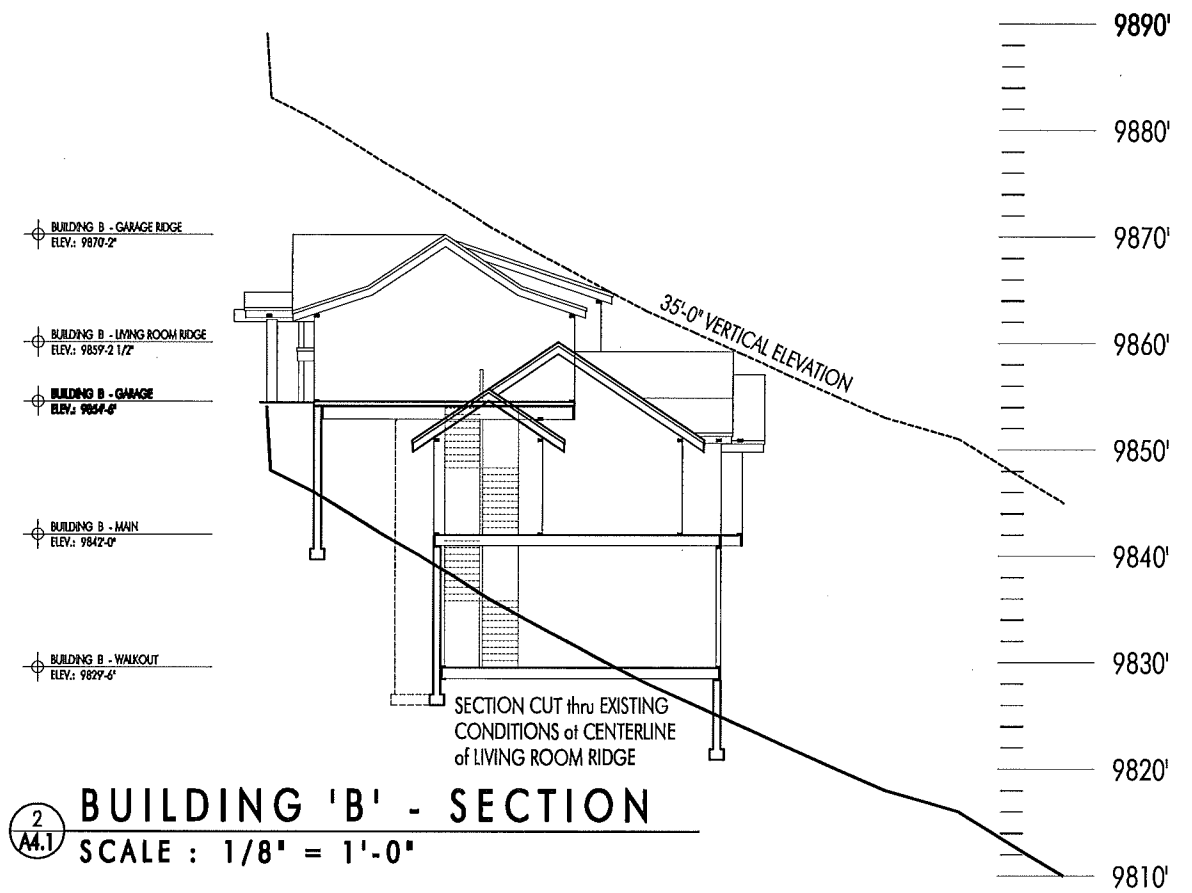 9890'
9880'
BUILDING B - GARAGE RIDGE
ELEV.: 9870'-2"
9870'
35'-0" VERTICAL ELEVATION
BUILDING B - LIVING ROOM RIDGE
ELEV.: 9859'-2 1/2"
9860'
BUILDING B - GARAGE
ELEV.: 9854'-6"
9850'
BUILDING B - MAIN
ELEV.: 9842'-0"
9840'
BUILDING B - WALKOUT
ELEV.: 9829'-6"
9830'
SECTION CUT thru EXISTING
CONDITIONS at CENTERLINE
of LIVING ROOM RIDGE
9820'
2
A4.1
BUILDING 'B' - SECTION
SCALE : 1/8" = 1'-0"
9810'